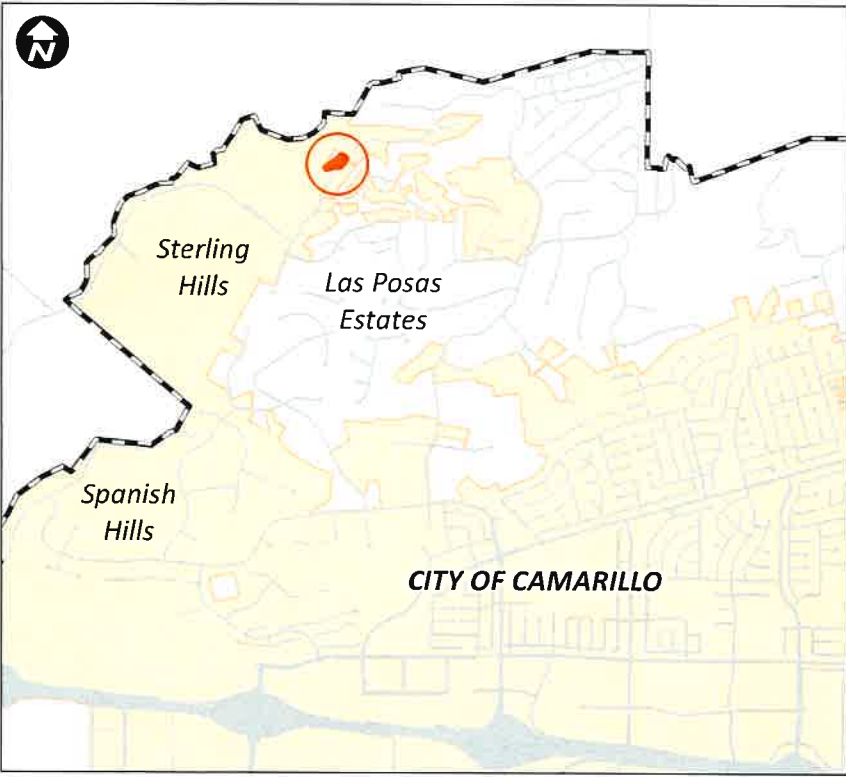 N
Sterling
Hills
Las Posas
Estates
Spanish
Hills
CITY OF CAMARILLO